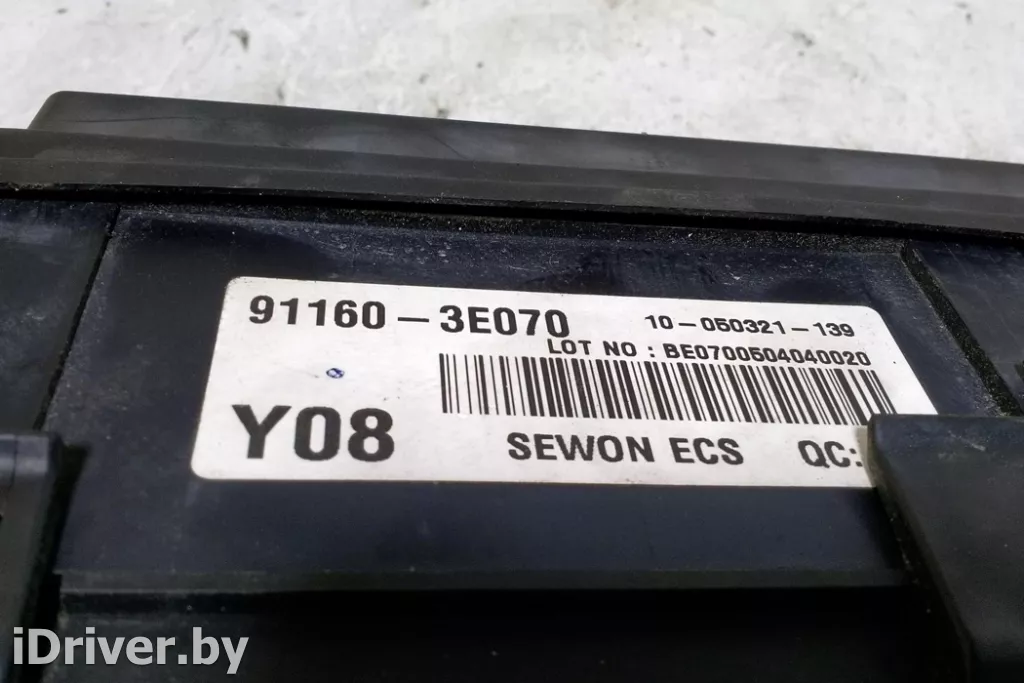 91160-3E070 10-050321-139
LOT NO : BE0700504040020
Y08 SEWON ECS QC:
iDriver.by